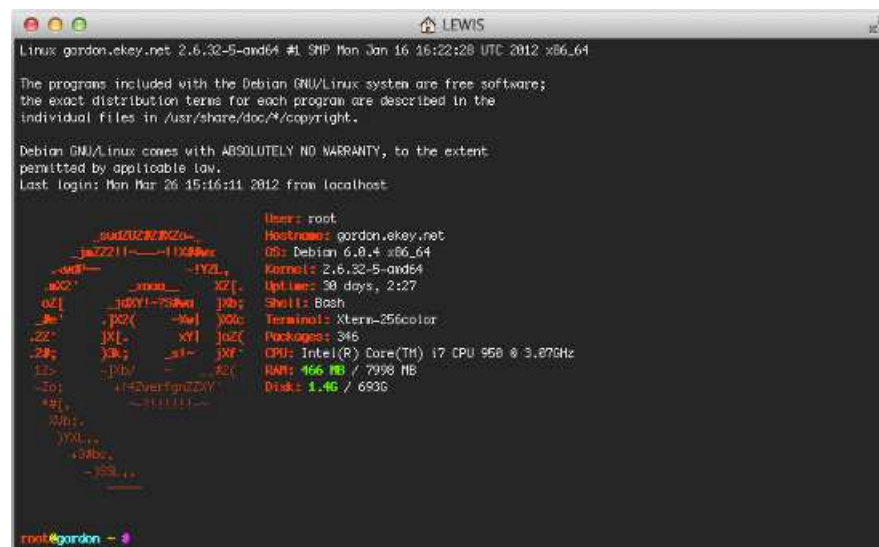 LEWIS
Linux gordon.ekey.net 2.6.32-5-amd64 #1 SMP Mon Jan 16 16:22:28 UTC 2012 x86_64
The programs included with the Debian GNU/Linux system are free software;
the exact distribution terms for each program are described in the
individual files in /usr/share/doc/*/copyright.
Debian GNU/Linux comes with ABSOLUTELY NO WARRANTY, to the extent
permitted by applicable law.
Last login: Mon Mar 26 15:16:11 2012 from localhost
User: root
Hostname: gordon.ekey.net
OS: Debian 6.0.4 x86_64
Kernel: 2.6.32-5-amd64
Uptime: 30 days, 2:27
Shell: Bash
Terminal: Xterm-256color
Packages: 346
CPU: Intel(R) Core(TM) i7 CPU 950 @ 3.07GHz
RAM: 466 MB / 7998 MB
Disk: 1.4G / 693G
root@gordon ~ #